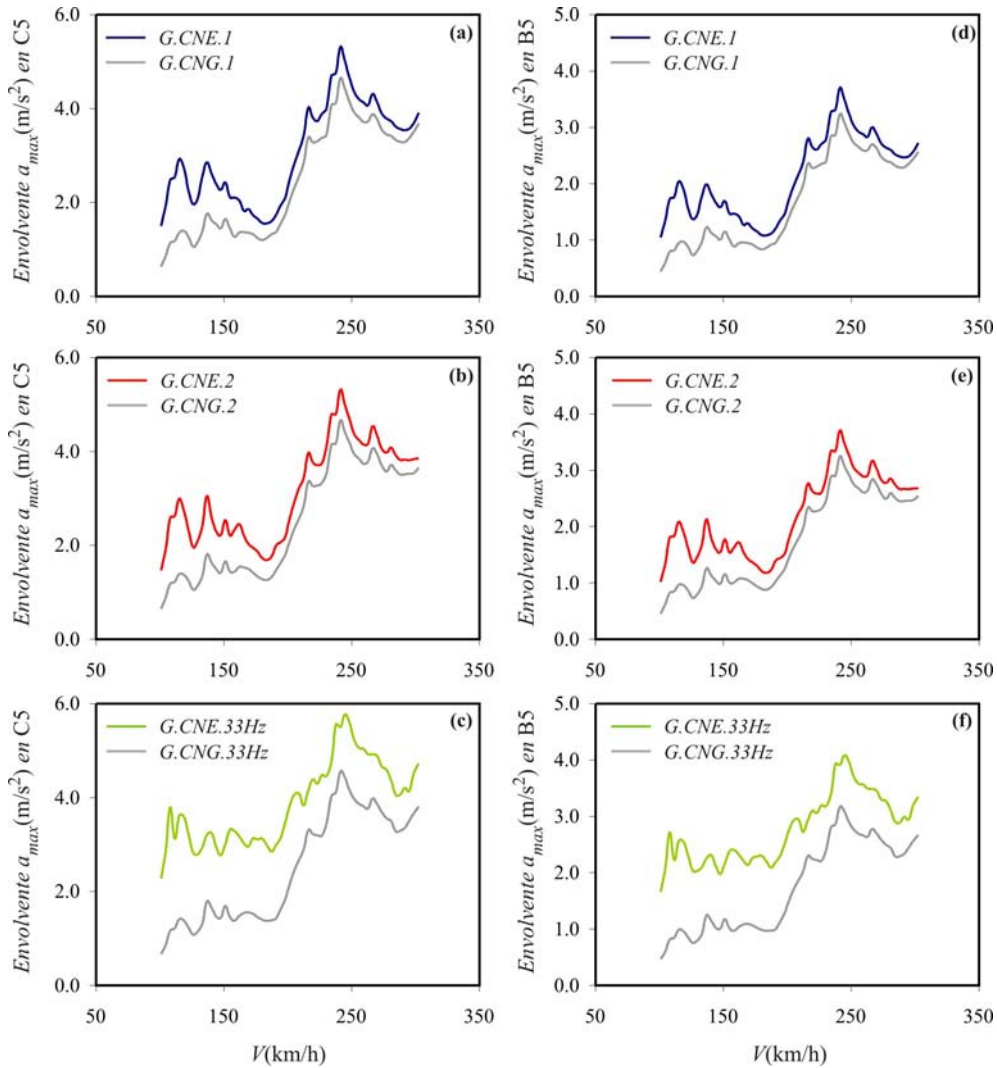 6.0
(a)
G.CNE.1
G.CNG.1
4.0
2.0
0.0
50
150
250
350
Envolvente a_max(m/s²) en C5
5.0
(d)
G.CNE.1
G.CNG.1
4.0
3.0
2.0
1.0
0.0
50
150
250
350
Envolvente a_max(m/s²) en B5
6.0
(b)
G.CNE.2
G.CNG.2
4.0
2.0
0.0
50
150
250
350
Envolvente a_max(m/s²) en C5
5.0
(e)
G.CNE.2
G.CNG.2
4.0
3.0
2.0
1.0
0.0
50
150
250
350
Envolvente a_max(m/s²) en B5
6.0
(c)
G.CNE.33Hz
G.CNG.33Hz
4.0
2.0
0.0
50
150
250
350
Envolvente a_max(m/s²) en C5
V(km/h)
5.0
(f)
G.CNE.33Hz
G.CNG.33Hz
4.0
3.0
2.0
1.0
0.0
50
150
250
350
Envolvente a_max(m/s²) en B5
V(km/h)